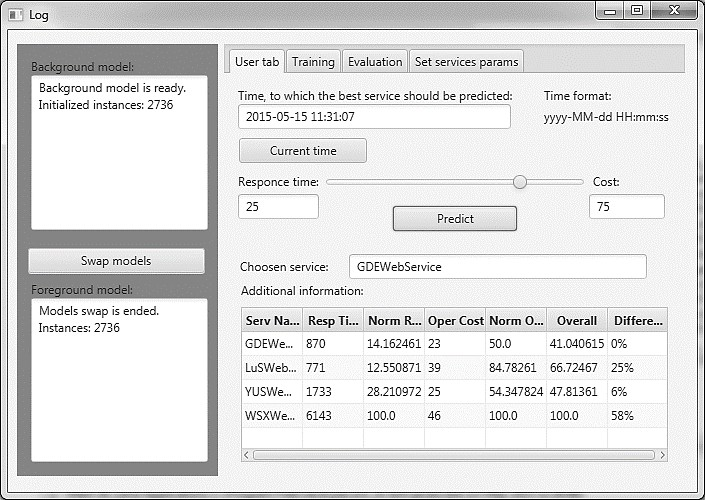 Log
Background model:
Background model is ready.
Initialized instances: 2736
Swap models
Foreground model:
Models swap is ended.
Instances: 2736
User tab Training Evaluation Set services params
Time, to which the best service should be predicted: Time format:
2015-05-15 11:31:07 yyyy-MM-dd HH:mm:ss
Current time
Responce time: Cost:
25 Predict 75
Choosen service: GDEWebService
Additional information:
Serv Na... Resp Ti... Norm R... Oper Cost Norm O... Overall Differe...
GDEWe... 870 14.162461 23 50.0 41.040615 0%
LuSWeb... 771 12.550871 39 84.78261 66.72467 25%
YUSWe... 1733 28.210972 25 54.347824 47.81361 6%
WSXWe... 6143 100.0 46 100.0 100.0 58%